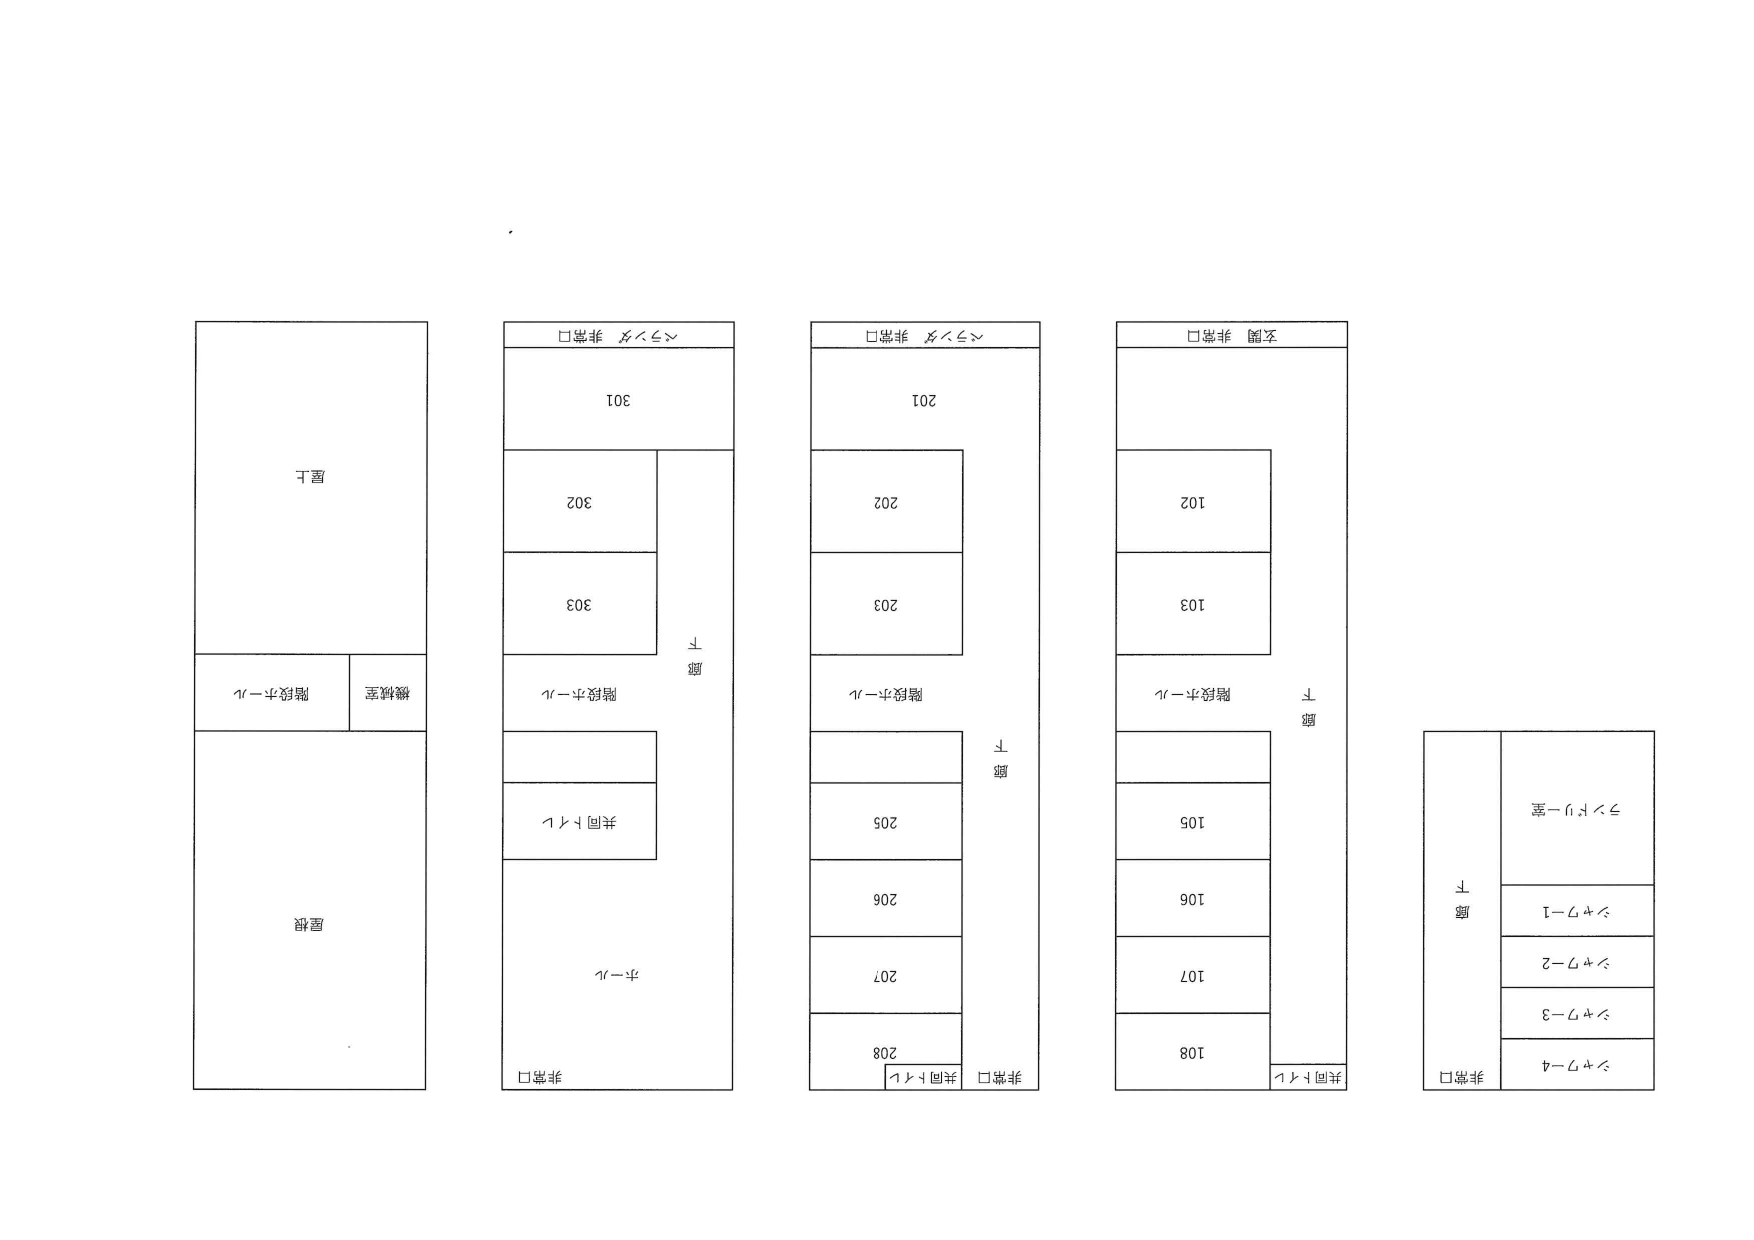 シャワー4
非常口
シャワー3
シャワー2
シャワー1
廊
下
ランドリー室
共同トイレ
108
107
106
105
廊
下
階段ホール
103
102
玄関　非常口
非常口
共同トイレ
208
207
206
205
廊
下
階段ホール
203
202
201
ベランダ　非常口
非常口
ホール
共同トイレ
階段ホール
廊
下
303
302
301
ベランダ　非常口
屋根
機械室
階段ホール
屋上